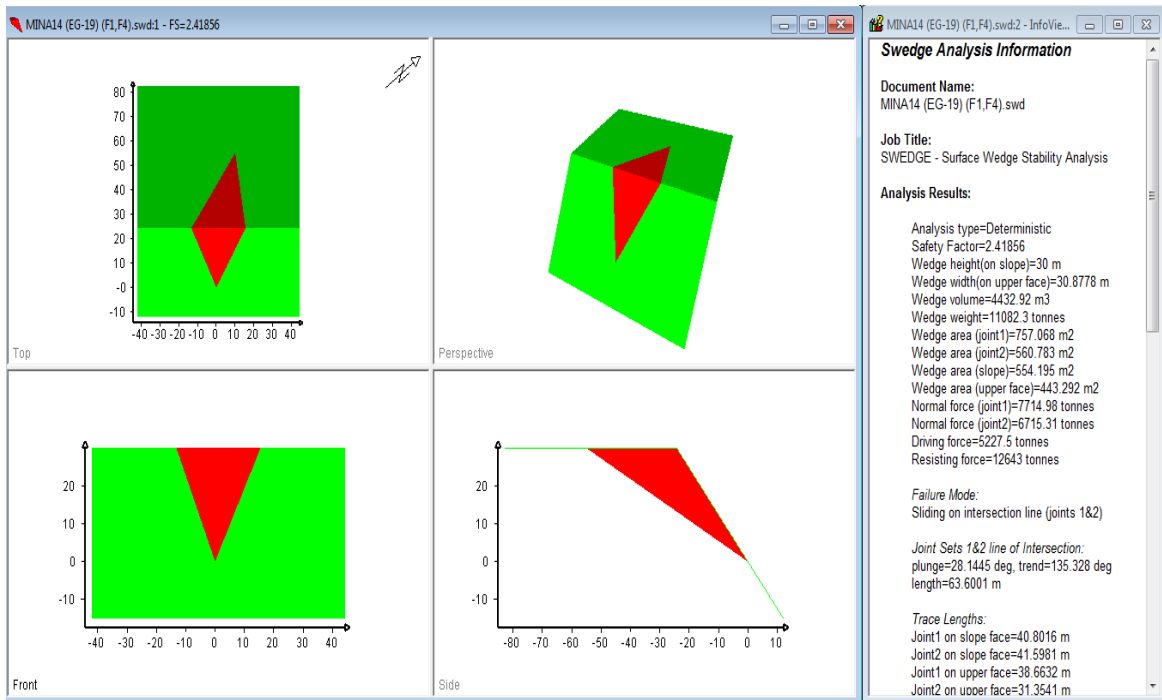 MINA14 (EG-19) (F1,F4).swd:1 - FS=2.41856
80
70
60
50
40
30
20
10
-0
-10
-40 -30 -20 -10 0 10 20 30 40
Top
N
Perspective
20
10
0
-10
-40 -30 -20 -10 0 10 20 30 40
Front
20
10
0
-10
-80 -70 -60 -50 -40 -30 -20 -10 0 10
Side
MINA14 (EG-19) (F1,F4).swd:2 - InfoVie...
Swedge Analysis Information
Document Name:
MINA14 (EG-19) (F1,F4).swd
Job Title:
SWEDGE - Surface Wedge Stability Analysis
Analysis Results:
Analysis type=Deterministic
Safety Factor=2.41856
Wedge height(on slope)=30 m
Wedge width(on upper face)=30.8778 m
Wedge volume=4432.92 m3
Wedge weight=11082.3 tonnes
Wedge area (joint1)=757.068 m2
Wedge area (joint2)=560.783 m2
Wedge area (slope)=554.195 m2
Wedge area (upper face)=443.292 m2
Normal force (joint1)=7714.98 tonnes
Normal force (joint2)=6715.31 tonnes
Driving force=5227.5 tonnes
Resisting force=12643 tonnes
Failure Mode:
Sliding on intersection line (joints 1&2)
Joint Sets 1&2 line of Intersection:
plunge=28.1445 deg, trend=135.328 deg
length=63.6001 m
Trace Lengths:
Joint1 on slope face=40.8016 m
Joint2 on slope face=41.5981 m
Joint1 on upper face=38.6632 m
Joint2 on upper face=31.3541 m